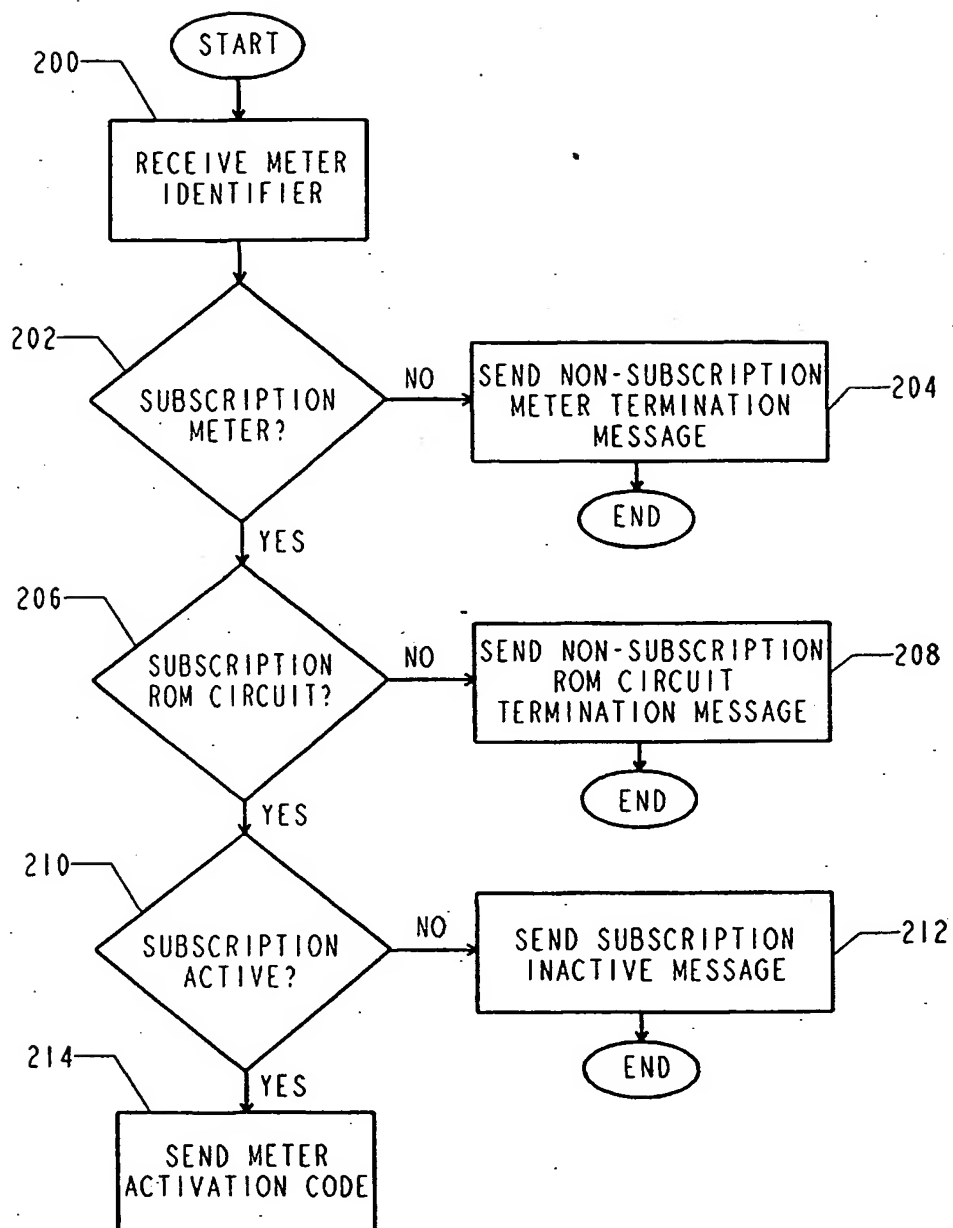 START
200
RECEIVE METER
IDENTIFIER
202
SUBSCRIPTION
METER?
NO
SEND NON-SUBSCRIPTION
METER TERMINATION
MESSAGE
204
END
YES
206
SUBSCRIPTION
ROM CIRCUIT?
NO
SEND NON-SUBSCRIPTION
ROM CIRCUIT
TERMINATION MESSAGE
208
END
YES
210
SUBSCRIPTION
ACTIVE?
NO
SEND SUBSCRIPTION
INACTIVE MESSAGE
212
END
YES
214
SEND METER
ACTIVATION CODE